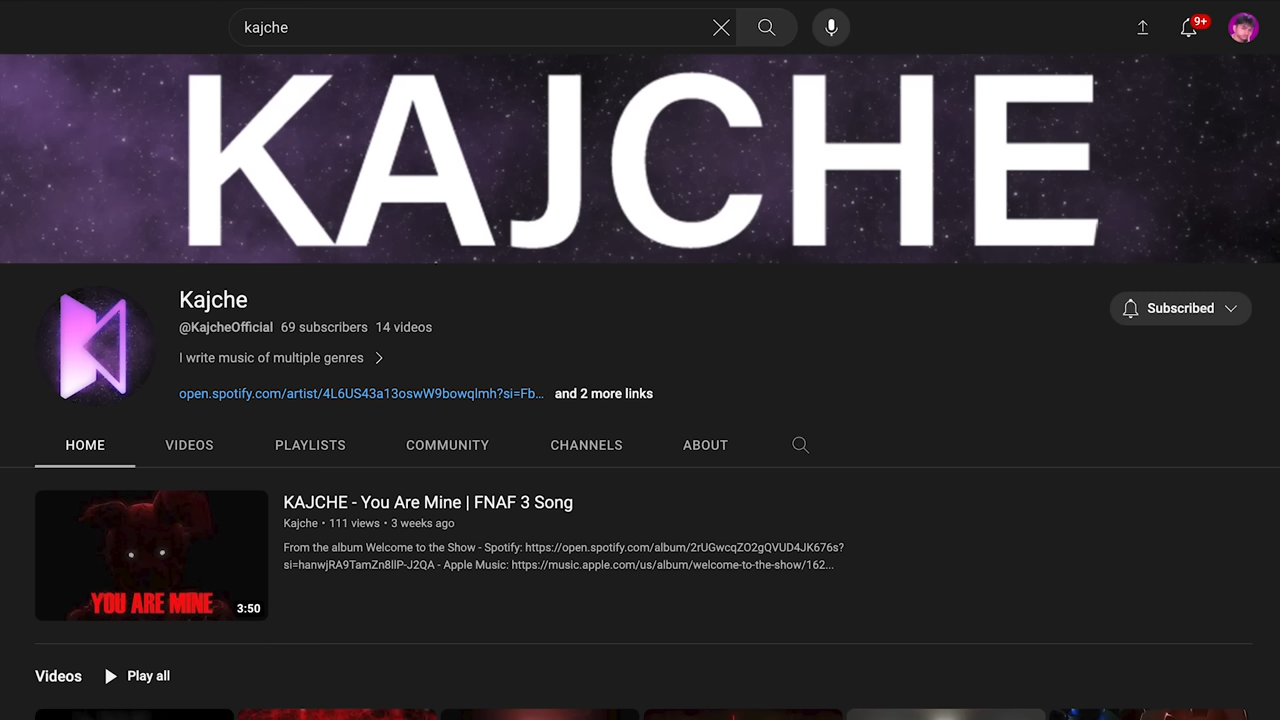 kajche
9+
KAJCHE
Kajche
@KajcheOfficial 69 subscribers 14 videos
Subscribed
I write music of multiple genres
open.spotify.com/artist/4L6US43a13oswW9bowqlmh?si=Fb... and 2 more links
HOME VIDEOS PLAYLISTS COMMUNITY CHANNELS ABOUT
KAJCHE - You Are Mine | FNAF 3 Song
Kajche • 111 views • 3 weeks ago
From the album Welcome to the Show - Spotify: https://open.spotify.com/album/2rUGwcqZO2gQVUD4JK676s?
si=hanwjRA9TamZn8llP-J2QA - Apple Music: https://music.apple.com/us/album/welcome-to-the-show/162...
YOU ARE MINE
3:50
Videos Play all